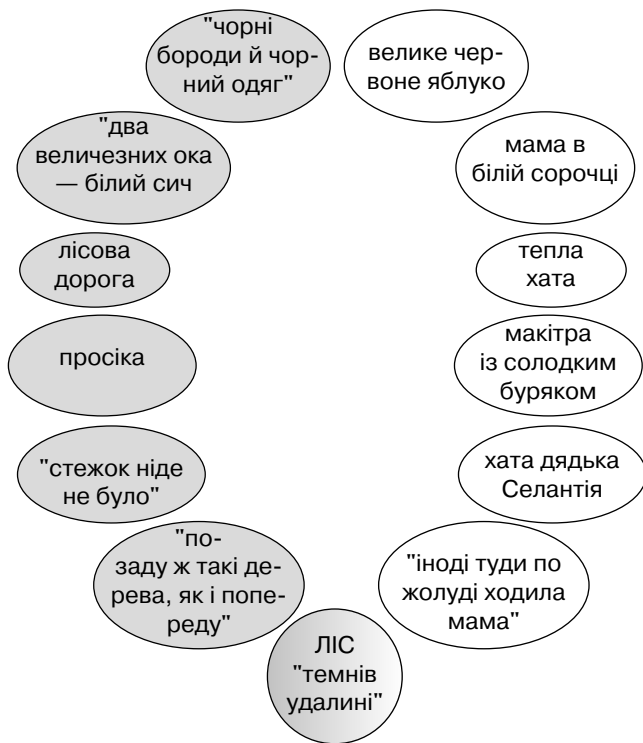 "чорні
бороди й чор-
ний одяг"
велике чер-
воне яблуко
"два
величезних ока
— білий сич
мама в
білій сорочці
лісова
дорога
тепла
хата
просіка
макітра
із солодким
буряком
"стежок ніде
не було"
хата дядька
Селантія
"по-
заду ж такі де-
рева, як і попе-
реду"
"іноді туди по
жолуді ходила
мама"
ЛІС
"темнів
удалині"